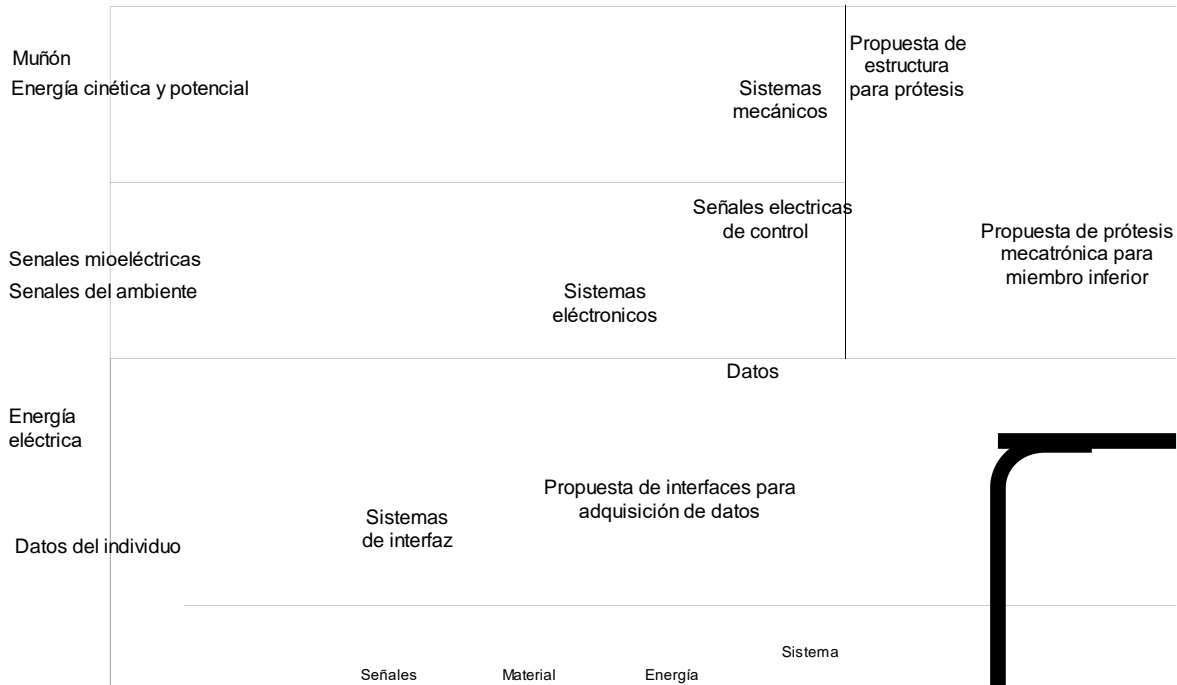 Muñón
Energía cinética y potencial
Sistemas
mecánicos
Propuesta de
estructura
para prótesis
Señales electricas
de control
Propuesta de prótesis
mecatrónica para
miembro inferior
Senales mioeléctricas
Senales del ambiente
Sistemas
eléctronicos
Datos
Energía
eléctrica
Propuesta de interfaces para
adquisición de datos
Sistemas
de interfaz
Datos del individuo
Sistema
Señales
Material
Energía